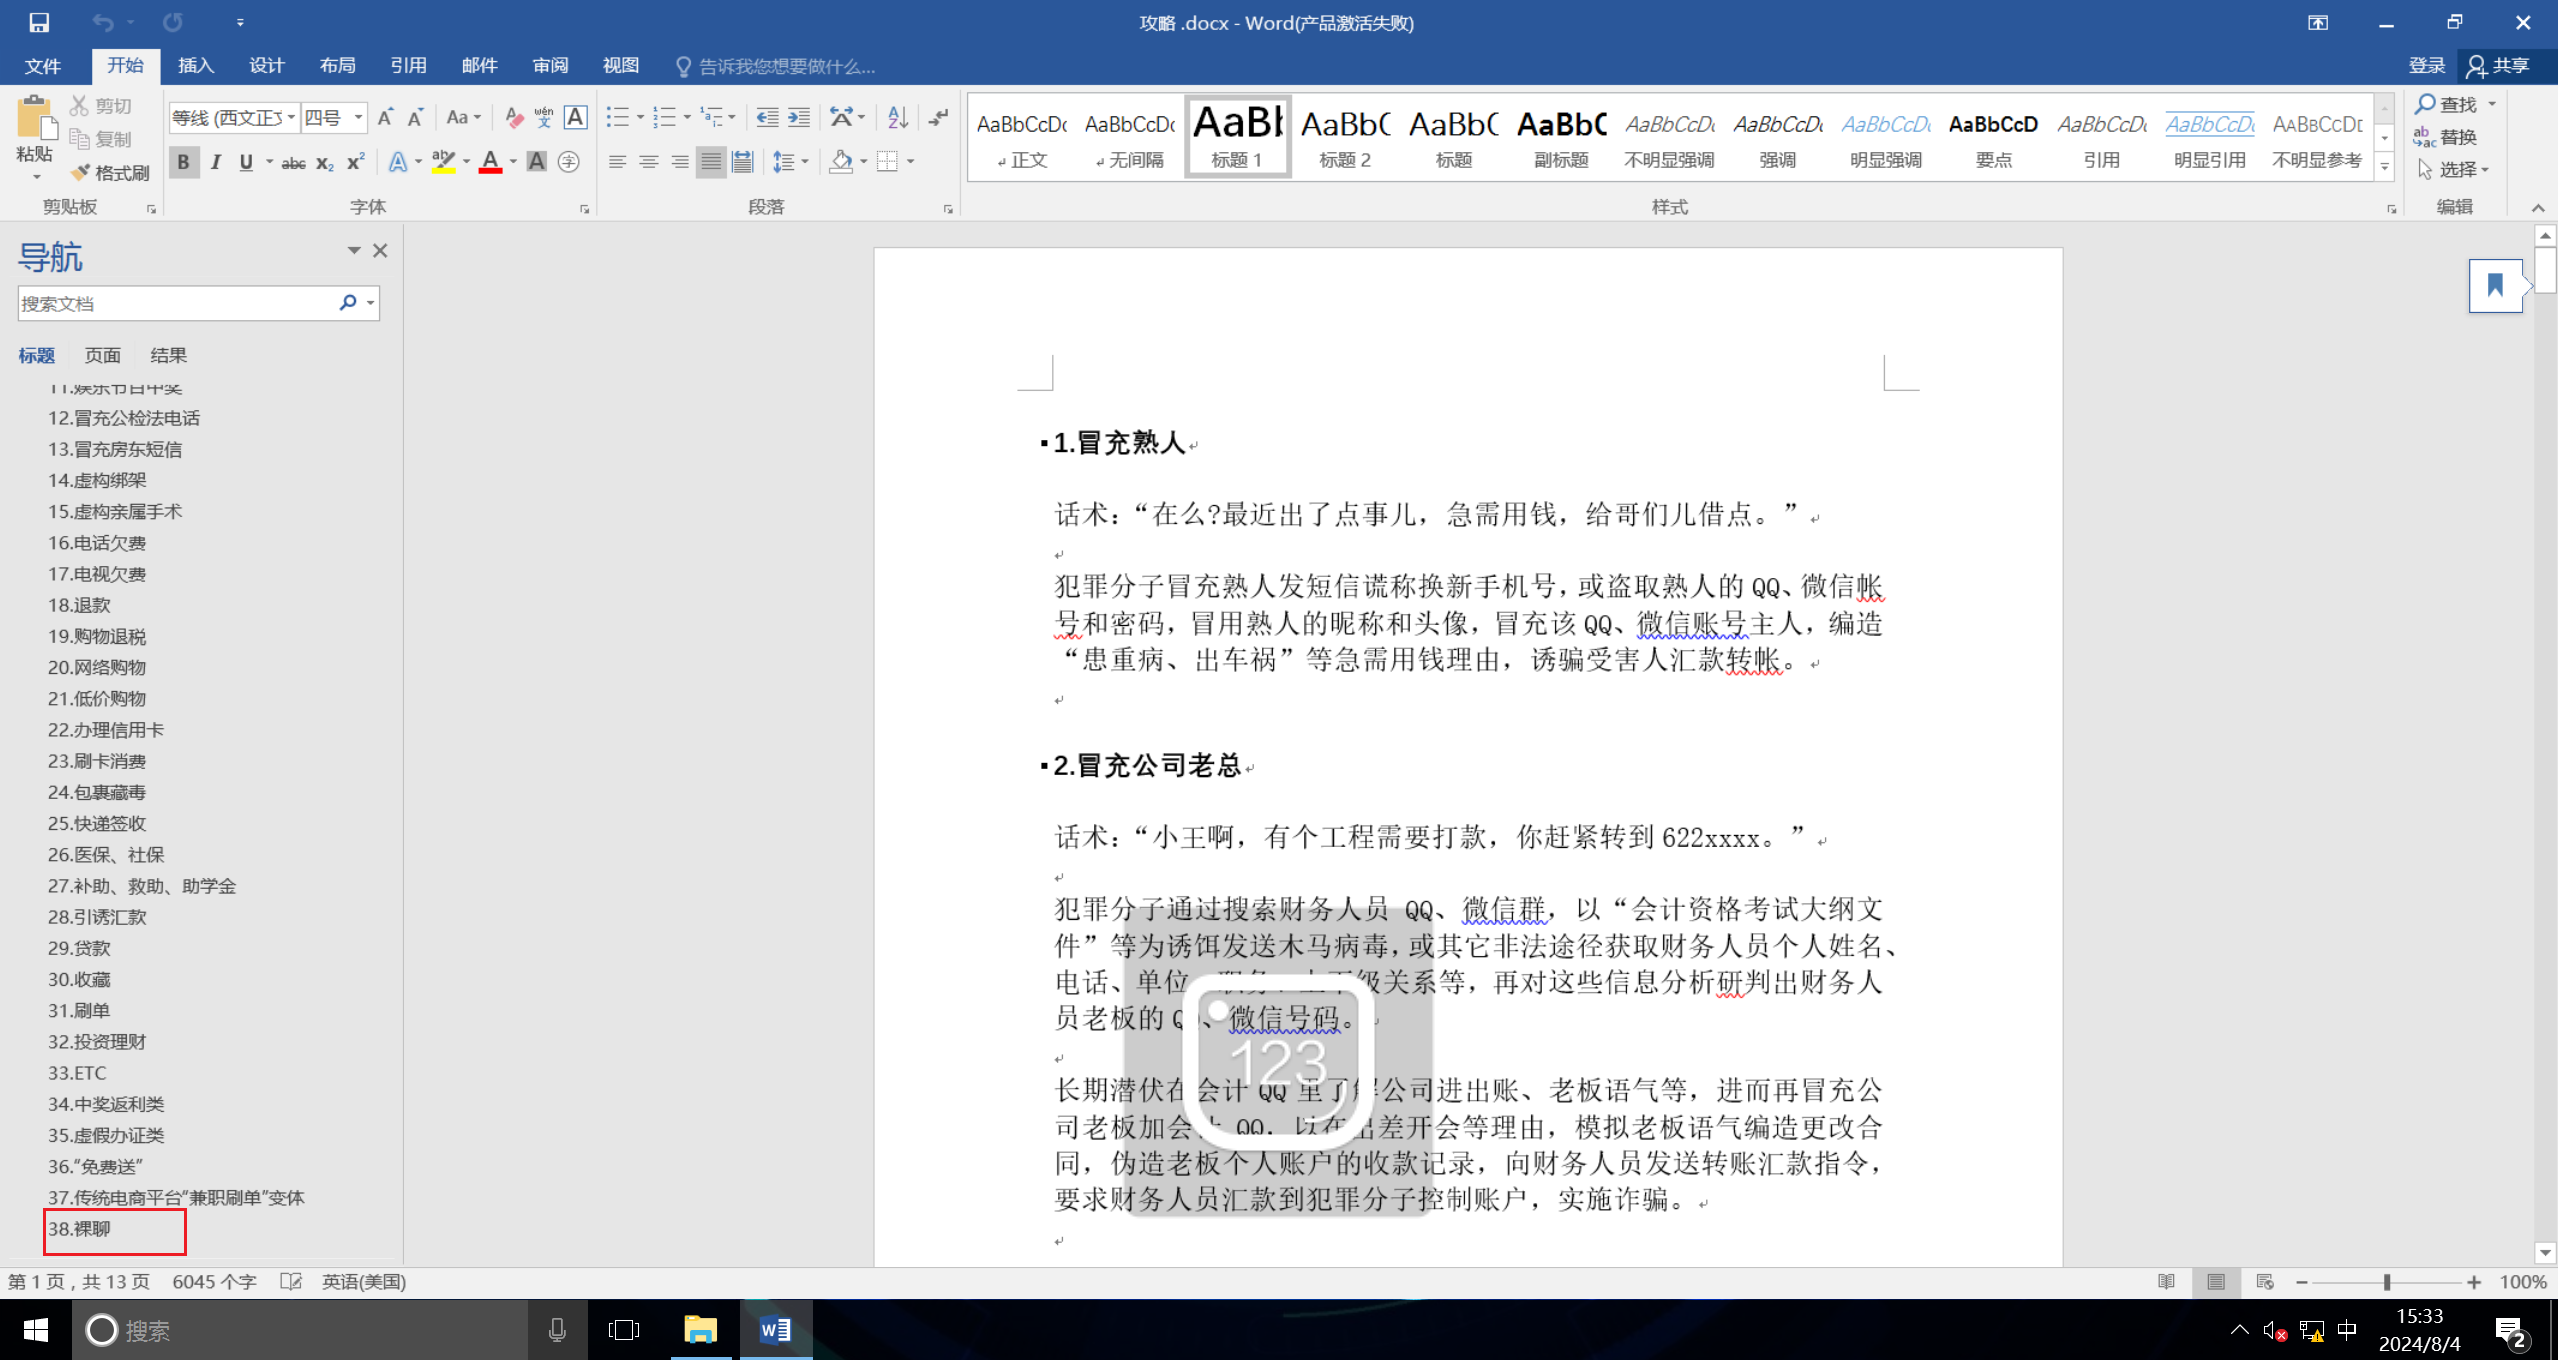 攻略 .docx - Word(产品激活失败)
文件 开始 插入 设计 布局 引用 邮件 审阅 视图 告诉我您想要做什么... 登录 共享
粘贴 剪切 复制 格式刷
等线 (西文正文 四号
剪贴板 字体 段落 样式 编辑
AaBbCcDc AaBbCcDc AaBb AaBbC AaBbC AaBbC AaBbCcDc AaBbCcDc AaBbCcDc AaBbCcD AaBbCcDc AaBbCcDc AaBbCcDc
正文 无间隔 标题 1 标题 2 标题 副标题 不明显强调 强调 明显强调 要点 引用 明显引用 不明显参考
查找
替换
选择
导航
搜索文档
标题 页面 结果
11.娱乐节目中奖
12.冒充公检法电话
13.冒充房东短信
14.虚构绑架
15.虚构亲属手术
16.电话欠费
17.电视欠费
18.退款
19.购物退税
20.网络购物
21.低价购物
22.办理信用卡
23.刷卡消费
24.包裹藏毒
25.快递签收
26.医保、社保
27.补助、救助、助学金
28.引诱汇款
29.贷款
30.收藏
31.刷单
32.投资理财
33.ETC
34.中奖返利类
35.虚假办证类
36.“免费送”
37.传统电商平台“兼职刷单”变体
38.裸聊
1.冒充熟人
话术：“在么?最近出了点事儿，急需用钱，给哥们儿借点。”
犯罪分子冒充熟人发短信谎称换新手机号，或盗取熟人的 QQ、微信帐
号和密码，冒用熟人的昵称和头像，冒充该 QQ、微信账号主人，编造
“患重病、出车祸”等急需用钱理由，诱骗受害人汇款转帐。
2.冒充公司老总
话术：“小王啊，有个工程需要打款，你赶紧转到 622xxxx。”
犯罪分子通过搜索财务人员 QQ、微信群，以“会计资格考试大纲文
件”等为诱饵发送木马病毒，或其它非法途径获取财务人员个人姓名、
电话、单位、职务、上下级关系等，再对这些信息分析研判出财务人
员老板的 QQ、微信号码。
长期潜伏在会计 QQ 里了解公司进出账、老板语气等，进而再冒充公
司老板加会计 QQ，以在出差开会等理由，模拟老板语气编造更改合
同，伪造老板个人账户的收款记录，向财务人员发送转账汇款指令，
要求财务人员汇款到犯罪分子控制账户，实施诈骗。
123
第 1 页，共 13 页 6045 个字 英语(美国) 100%
搜索 中 15:33
2024/8/4 2